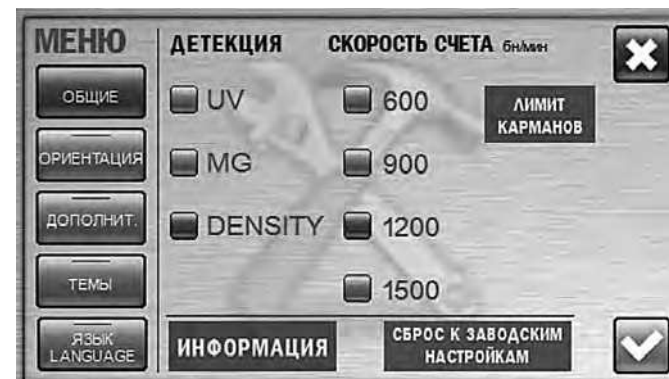 МЕНЮ
ОБЩИЕ
ОРИЕНТАЦИЯ
ДОПОЛНИТ.
ТЕМЫ
ЯЗЫК
LANGUAGE
ДЕТЕКЦИЯ
UV
MG
DENSITY
СКОРОСТЬ СЧЕТА бн/мин
600
900
1200
1500
ЛИМИТ
КАРМАНОВ
ИНФОРМАЦИЯ
СБРОС К ЗАВОДСКИМ
НАСТРОЙКАМ